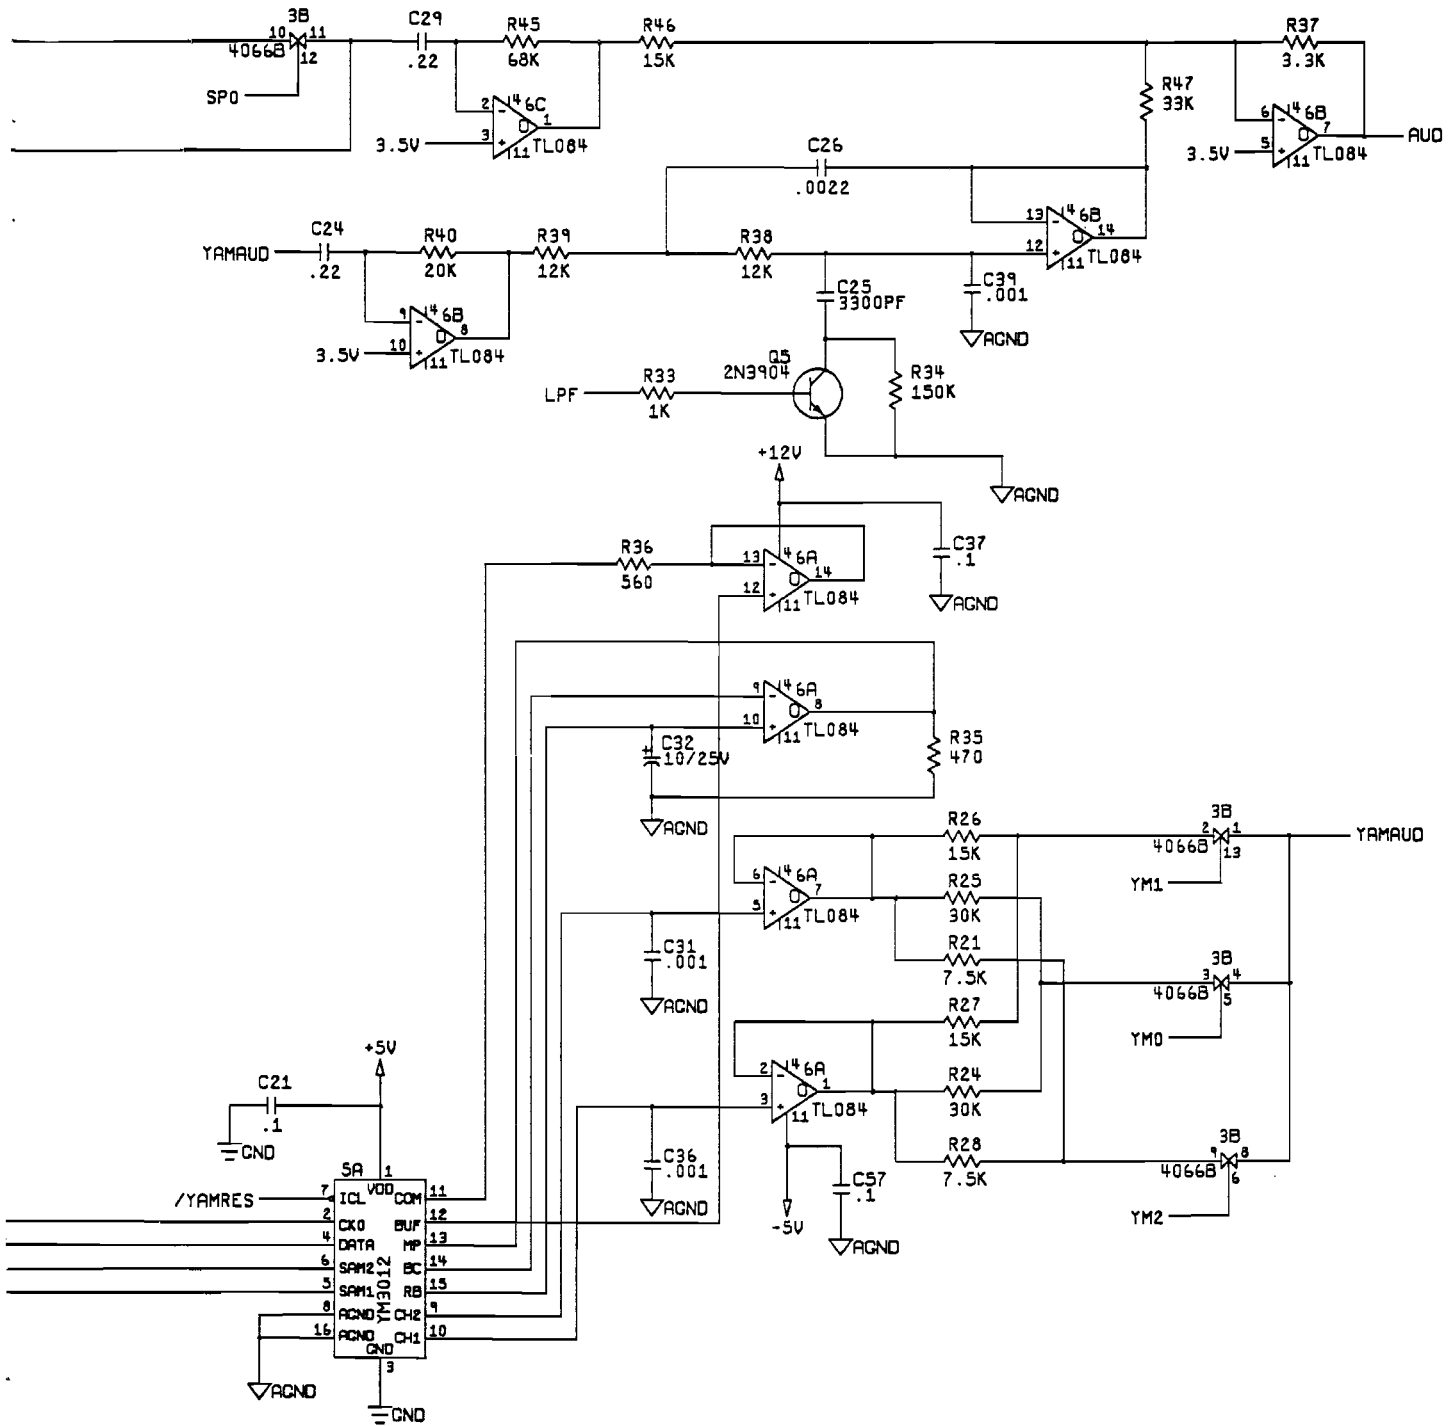 3B
10 11
4066B 12
SP0
C29
.22
R45
68K
R46
15K
R37
3.3K
R47
33K
2 - 4 6C
1
3.5V 3 + 11 TL084
6 - 4 6B
7
3.5V 5 + 11 TL084
AUD
C26
.0022
C24
.22
YAMAUD
R40
20K
R39
12K
R38
12K
13 - 4 6B
14
12 + 11 TL084
C25
3300PF
C39
.001
AGND
9 - 4 6B
8
3.5V 10 + 11 TL084
Q5
2N3904
LPF
R33
1K
R34
150K
AGND
+12V
R36
560
13 - 4 6A
14
12 + 11 TL084
C37
.1
AGND
9 - 4 6A
8
10 + 11 TL084
C32
+ 10/25V
AGND
R35
470
R26
15K
3B
2 1
4066B 13
YAMAUD
YM1
6 - 4 6A
7
5 + 11 TL084
R25
30K
R21
7.5K
C31
.001
AGND
3B
3 4
4066B 5
YM0
R27
15K
2 - 4 6A
1
3 + 11 TL084
R24
30K
R28
7.5K
3B
9 8
4066B 6
YM2
C36
.001
AGND
C57
.1
-5V
AGND
+5V
C21
.1
GND
5A 1
VDD
/YAMRES 7 ICL COM 11
2 CKO BUF 12
4 DATA MP 13
6 SAM2 BC 14
5 SAM1 RB 15
8 AGND CH2 9
16 AGND CH1 10
YM3012
GND
3
AGND
GND